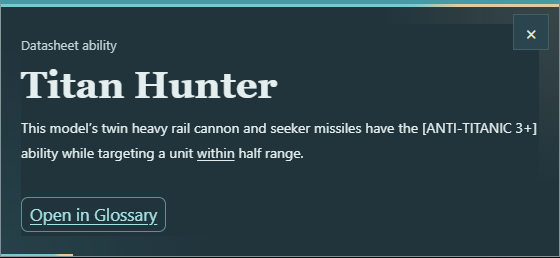 Datasheet ability
×
Titan Hunter
This model’s twin heavy rail cannon and seeker missiles have the [ANTI-TITANIC 3+]
ability while targeting a unit within half range.
Open in Glossary